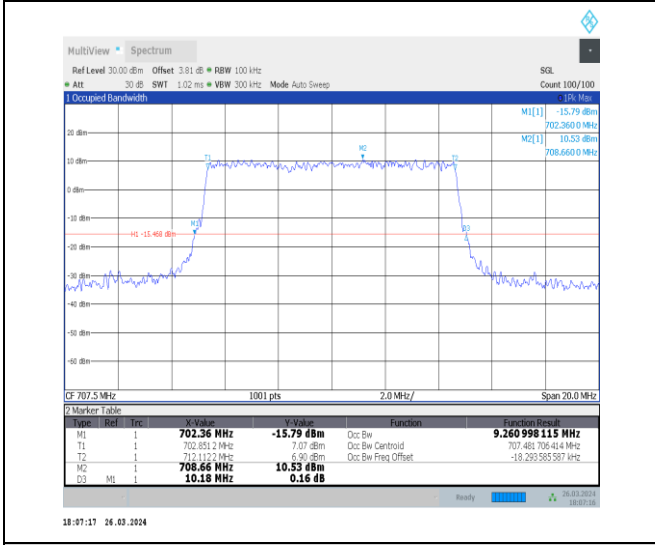 MultiView Spectrum
Ref Level 30.00 dBm Offset 3.81 dB RBW 100 kHz SGL
Att 30 dB SWT 1.02 ms VBW 300 kHz Mode Auto Sweep Count 100/100
1 Occupied Bandwidth 1Pk Max
M1[1] -15.79 dBm
702.3600 MHz
M2[1] 10.53 dBm
708.6600 MHz
20 dBm
M2
T1 T2
10 dBm
0 dBm
-10 dBm
M1
D3
H1 -15.468 dBm
-20 dBm
-30 dBm
-40 dBm
-50 dBm
-60 dBm
CF 707.5 MHz 1001 pts 2.0 MHz/ Span 20.0 MHz
2 Marker Table
Type Ref Trc X-Value Y-Value Function Function Result
M1 1 702.36 MHz -15.79 dBm Occ Bw 9.260 998 115 MHz
T1 1 702.851 2 MHz 7.07 dBm Occ Bw Centroid 707.481 706 414 MHz
T2 1 712.112 2 MHz 6.90 dBm Occ Bw Freq Offset -18.293 585 587 kHz
M2 1 708.66 MHz 10.53 dBm
D3 M1 1 10.18 MHz 0.16 dB
Ready 26.03.2024
18:07:16
18:07:17 26.03.2024